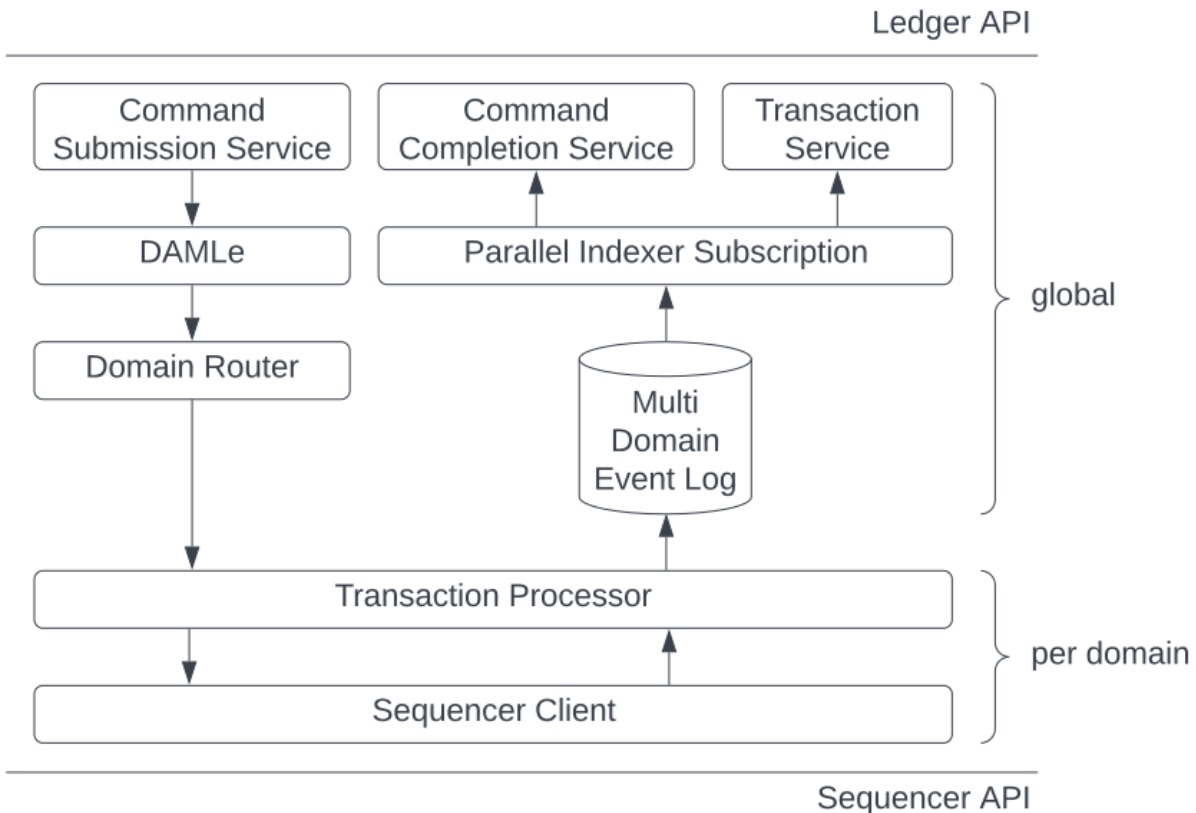 Ledger API
Command
Submission Service
Command
Completion Service
Transaction
Service
DAMLe
Parallel Indexer Subscription
global
Domain Router
Multi
Domain
Event Log
Transaction Processor
per domain
Sequencer Client
Sequencer API